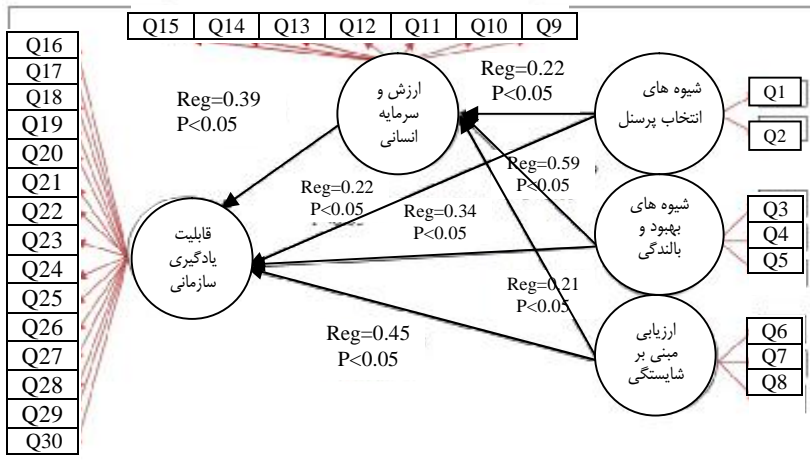 Q15 Q14 Q13 Q12 Q11 Q10 Q9
Q16
Q17
Q18
Q19
Q20
Q21
Q22
Q23
Q24
Q25
Q26
Q27
Q28
Q29
Q30
Reg=0.39
P<0.05
ارزش و
سرمایه
انسانی
Reg=0.22
P<0.05
شیوه های
انتخاب پرسنل
Q1
Q2
Reg=0.59
P<0.05
Reg=0.22
P<0.05
Reg=0.34
P<0.05
قابلیت
یادگیری
سازمانی
شیوه های
بهبود و
بالندگی
Q3
Q4
Q5
Reg=0.21
P<0.05
Reg=0.45
P<0.05
ارزیابی
مبنی بر
شایستگی
Q6
Q7
Q8